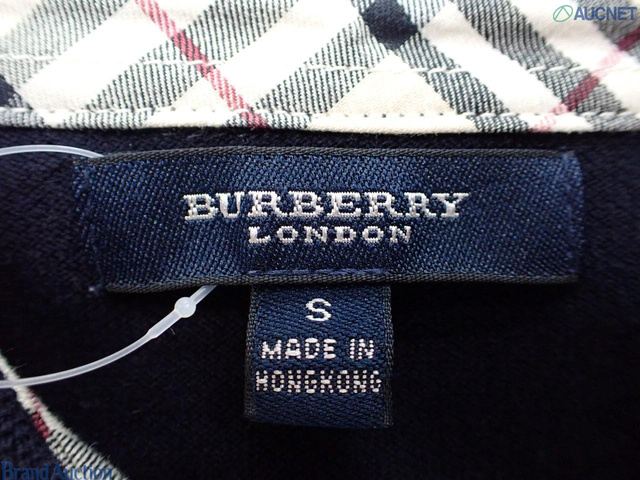 AUCNET
BURBERRY
LONDON
S
MADE IN
HONGKONG
Brand Auction